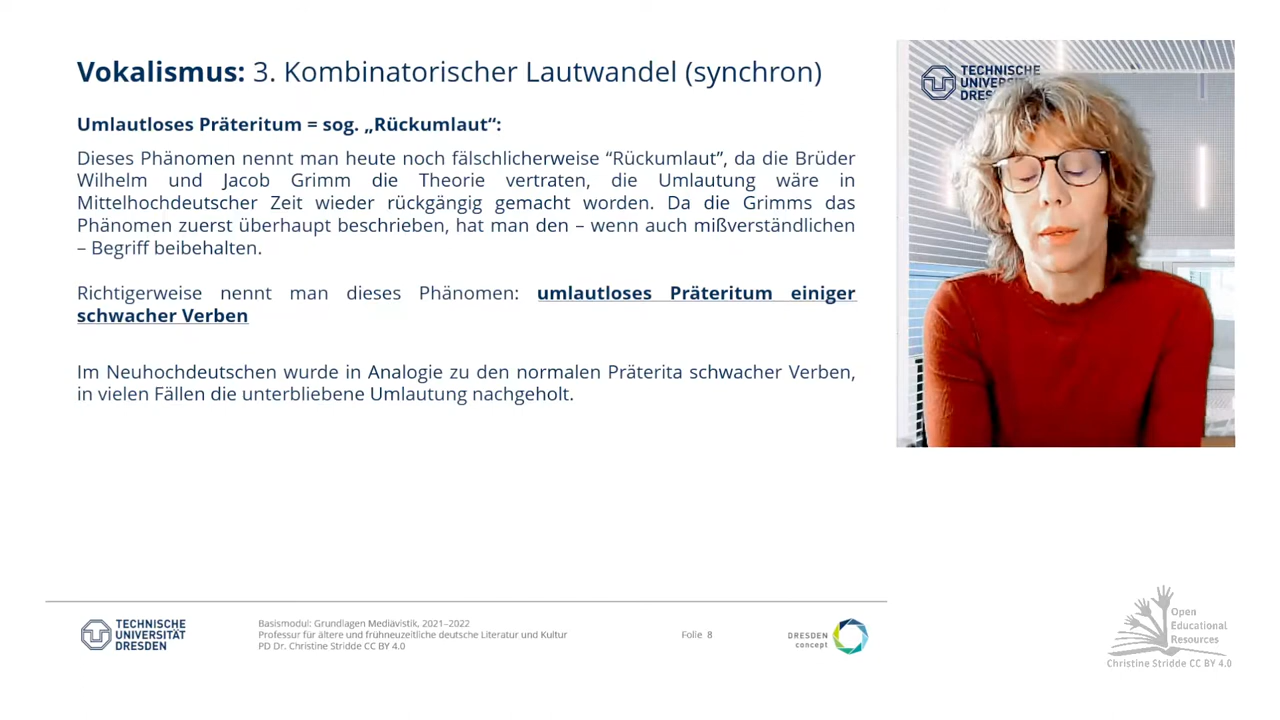 Vokalismus: 3. Kombinatorischer Lautwandel (synchron)
Umlautloses Präteritum = sog. „Rückumlaut“:
Dieses Phänomen nennt man heute noch fälschlicherweise “Rückumlaut”, da die Brüder
Wilhelm und Jacob Grimm die Theorie vertraten, die Umlautung wäre in
Mittelhochdeutscher Zeit wieder rückgängig gemacht worden. Da die Grimms das
Phänomen zuerst überhaupt beschrieben, hat man den – wenn auch mißverständlichen
– Begriff beibehalten.
Richtigerweise nennt man dieses Phänomen: umlautloses Präteritum einiger
schwacher Verben
Im Neuhochdeutschen wurde in Analogie zu den normalen Präterita schwacher Verben,
in vielen Fällen die unterbliebene Umlautung nachgeholt.
TECHNISCHE
UNIVERS
DRES
TECHNISCHE
UNIVERSITÄT
DRESDEN
Basismodul: Grundlagen Mediävistik, 2021–2022
Professur für ältere und frühneuzeitliche deutsche Literatur und Kultur
PD Dr. Christine Stridde CC BY 4.0
Folie 8
DRESDEN
concept
Open
Educational
Resources
Christine Stridde CC BY 4.0